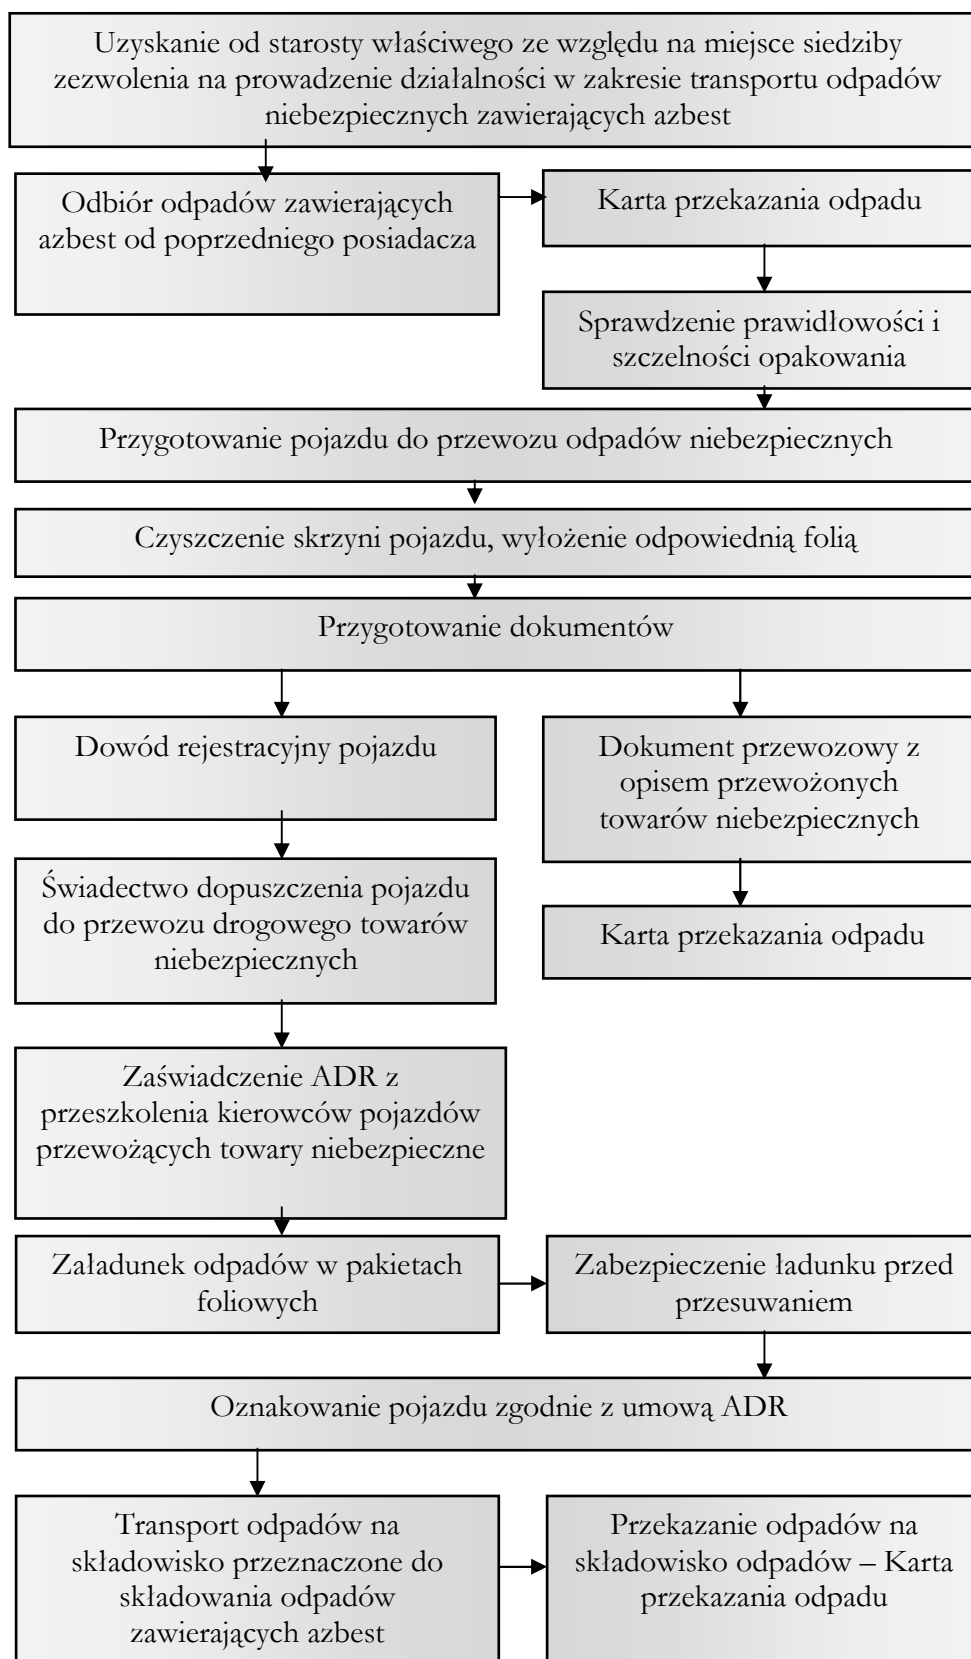 Uzyskanie od starosty właściwego ze względu na miejsce siedziby
zezwolenia na prowadzenie działalności w zakresie transportu odpadów
niebezpiecznych zawierających azbest
Odbiór odpadów zawierających
azbest od poprzedniego posiadacza
Karta przekazania odpadu
Sprawdzenie prawidłowości i
szczelności opakowania
Przygotowanie pojazdu do przewozu odpadów niebezpiecznych
Czyszczenie skrzyni pojazdu, wyłożenie odpowiednią folią
Przygotowanie dokumentów
Dowód rejestracyjny pojazdu
Dokument przewozowy z
opisem przewożonych
towarów niebezpiecznych
Świadectwo dopuszczenia pojazdu
do przewozu drogowego towarów
niebezpiecznych
Karta przekazania odpadu
Zaświadczenie ADR z
przeszkolenia kierowców pojazdów
przewożących towary niebezpieczne
Załadunek odpadów w pakietach
foliowych
Zabezpieczenie ładunku przed
przesuwaniem
Oznakowanie pojazdu zgodnie z umową ADR
Transport odpadów na
składowisko przeznaczone do
składowania odpadów
zawierających azbest
Przekazanie odpadów na
składowisko odpadów – Karta
przekazania odpadu